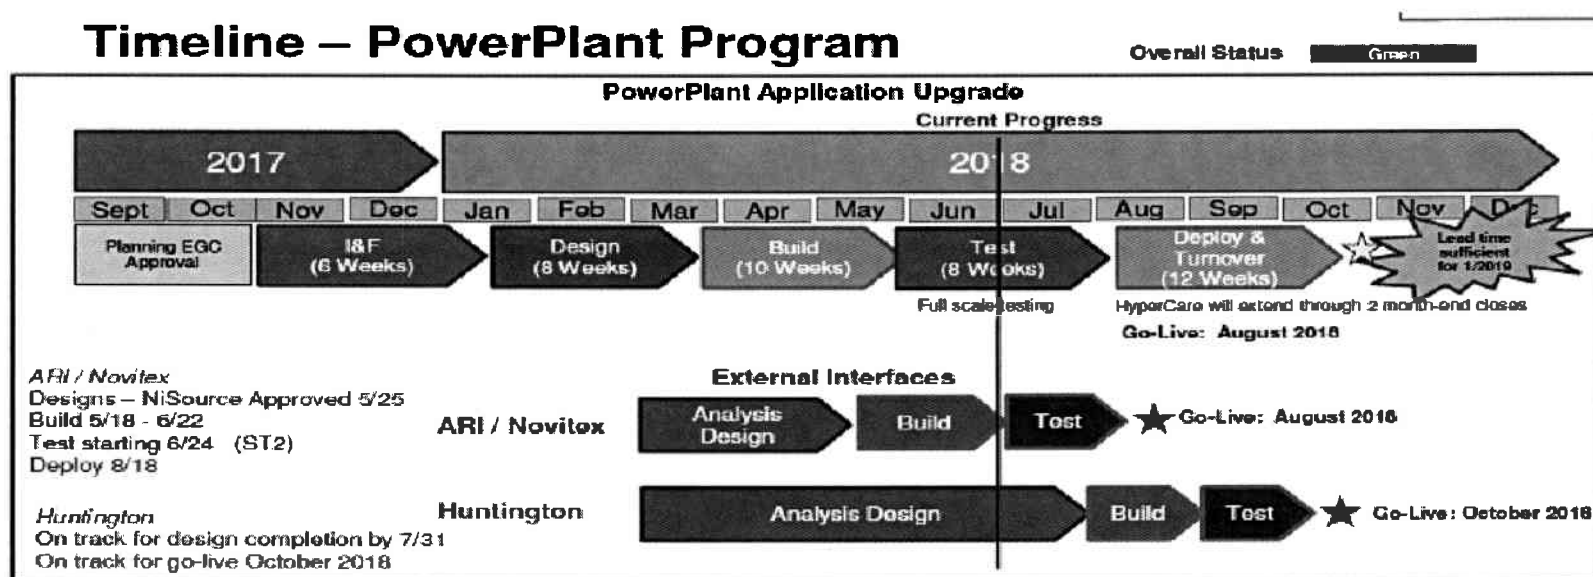 Timeline – PowerPlant Program
Overall Status
Green
PowerPlant Application Upgrade
Current Progress
2017
2018
Sept Oct Nov Dec Jan Feb Mar Apr May Jun Jul Aug Sep Oct Nov Dec
Planning EGC
Approval
I&F
(6 Weeks)
Design
(8 Weeks)
Build
(10 Weeks)
Test
(8 Weeks)
Deploy &
Turnover
(12 Weeks)
Lead time
sufficient
for 1/2019
Full scale testing
HyperCare will extend through 2 month-end closes
Go-Live: August 2018
ARI / Novitex
Designs – NiSource Approved 5/25
Build 5/18 - 6/22
Test starting 6/24 (ST2)
Deploy 8/18
External Interfaces
ARI / Novitex
Analysis
Design
Build
Test
Go-Live: August 2018
Huntington
On track for design completion by 7/31
On track for go-live October 2018
Huntington
Analysis Design
Build
Test
Go-Live: October 2018